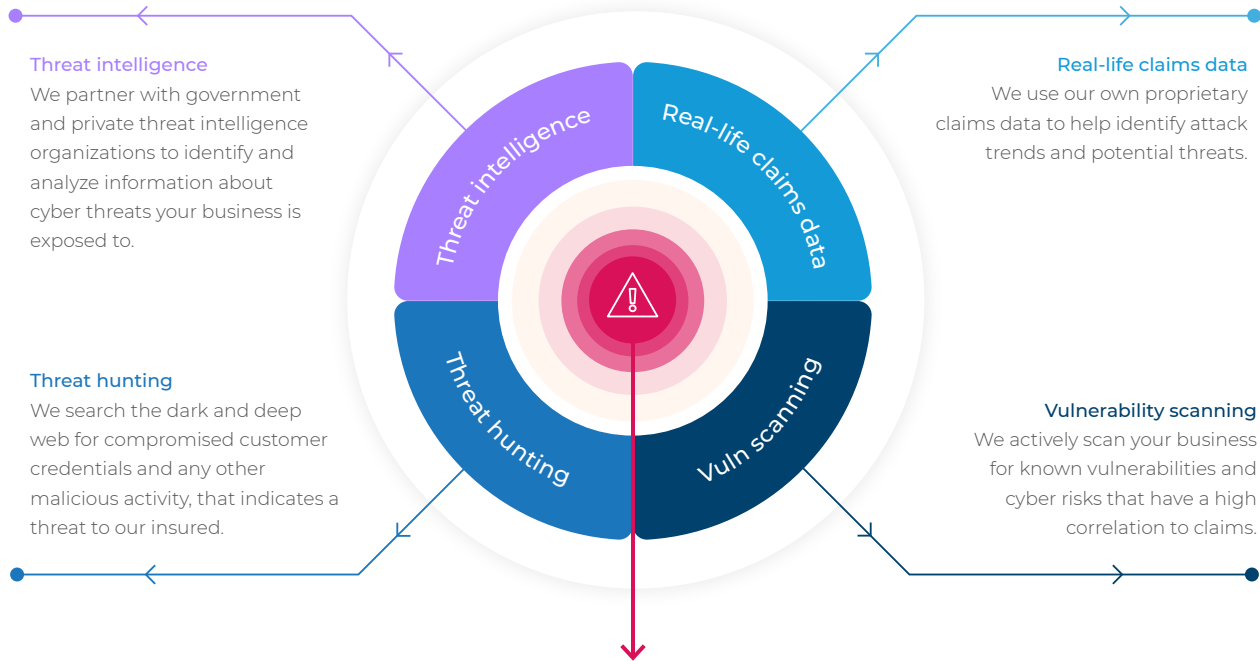 Threat intelligence
We partner with government
and private threat intelligence
organizations to identify and
analyze information about
cyber threats your business is
exposed to.
Real-life claims data
We use our own proprietary
claims data to help identify attack
trends and potential threats.
Threat intelligence
Real-life claims data
Threat hunting
Vuln scanning
Threat hunting
We search the dark and deep
web for compromised customer
credentials and any other
malicious activity, that indicates a
threat to our insured.
Vulnerability scanning
We actively scan your business
for known vulnerabilities and
cyber risks that have a high
correlation to claims.